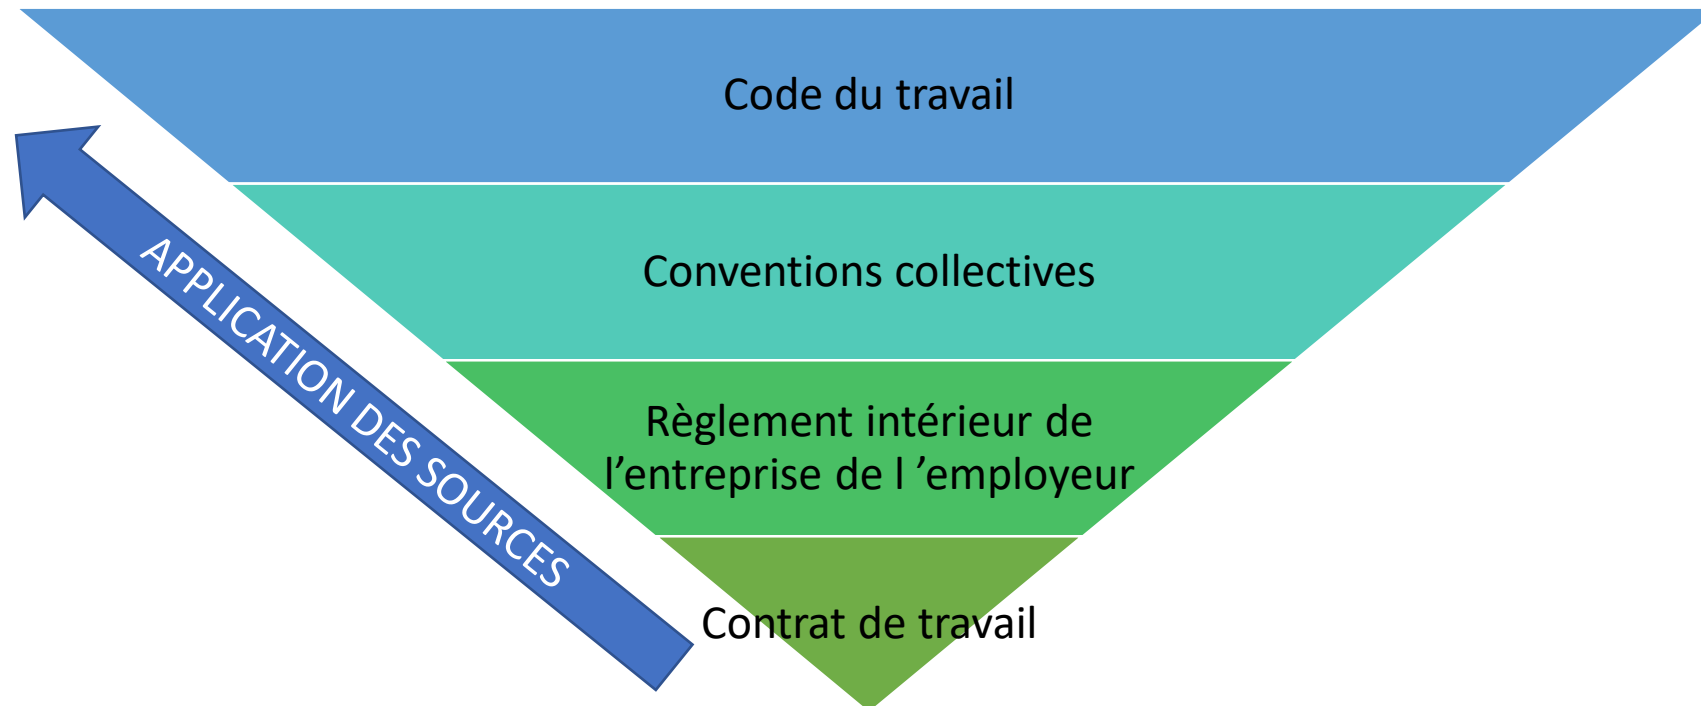 Code du travail
Conventions collectives
APPLICATION DES SOURCES
Règlement intérieur de
l’entreprise de l ’employeur
Contrat de travail